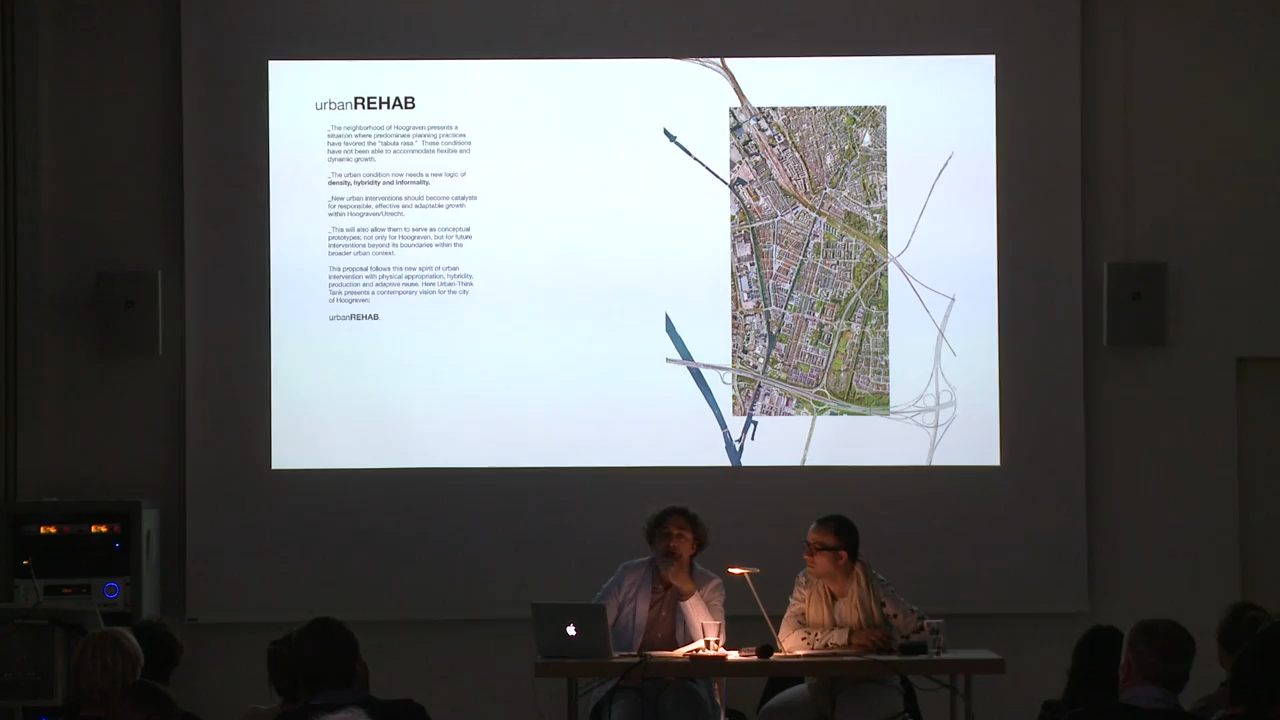 urbanREHAB
_The neighborhood of Hoograven presents a
situation where predominate planning practices
have favored the "tabula rasa." These conditions
have not been able to accommodate flexible and
dynamic growth.
_The urban condition now needs a new logic of
density, hybridity and informality.
_New urban interventions should become catalysts
for responsible, effective and adaptable growth
within Hoograven/Utrecht.
_This will also allow them to serve as conceptual
prototypes; not only for Hoograven, but for future
interventions beyond its boundaries within the
broader urban context.
This proposal follows this new spirit of urban
intervention with physical appropriation, hybridity,
production and adaptive reuse. Here Urban-Think
Tank presents a contemporary vision for the city
of Hoograven:
urbanREHAB.